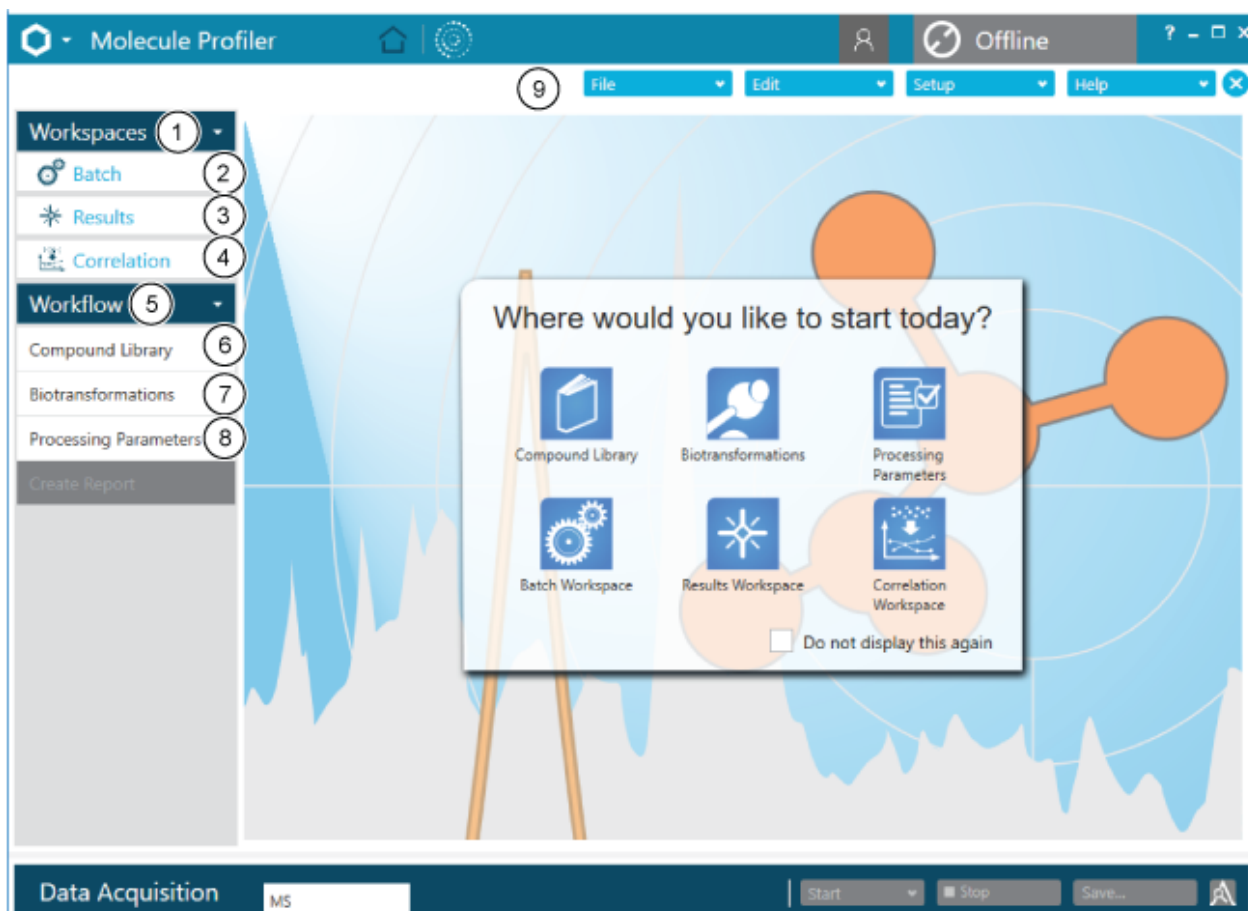 Molecule Profiler
Offline
? – □ ×
9
File
Edit
Setup
Help
Workspaces 1
Batch 2
Results 3
Correlation 4
Workflow 5
Compound Library 6
Biotransformations 7
Processing Parameters 8
Create Report
Where would you like to start today?
Compound Library
Biotransformations
Processing
Parameters
Batch Workspace
Results Workspace
Correlation
Workspace
Do not display this again
Data Acquisition
MS
Start
Stop
Save...